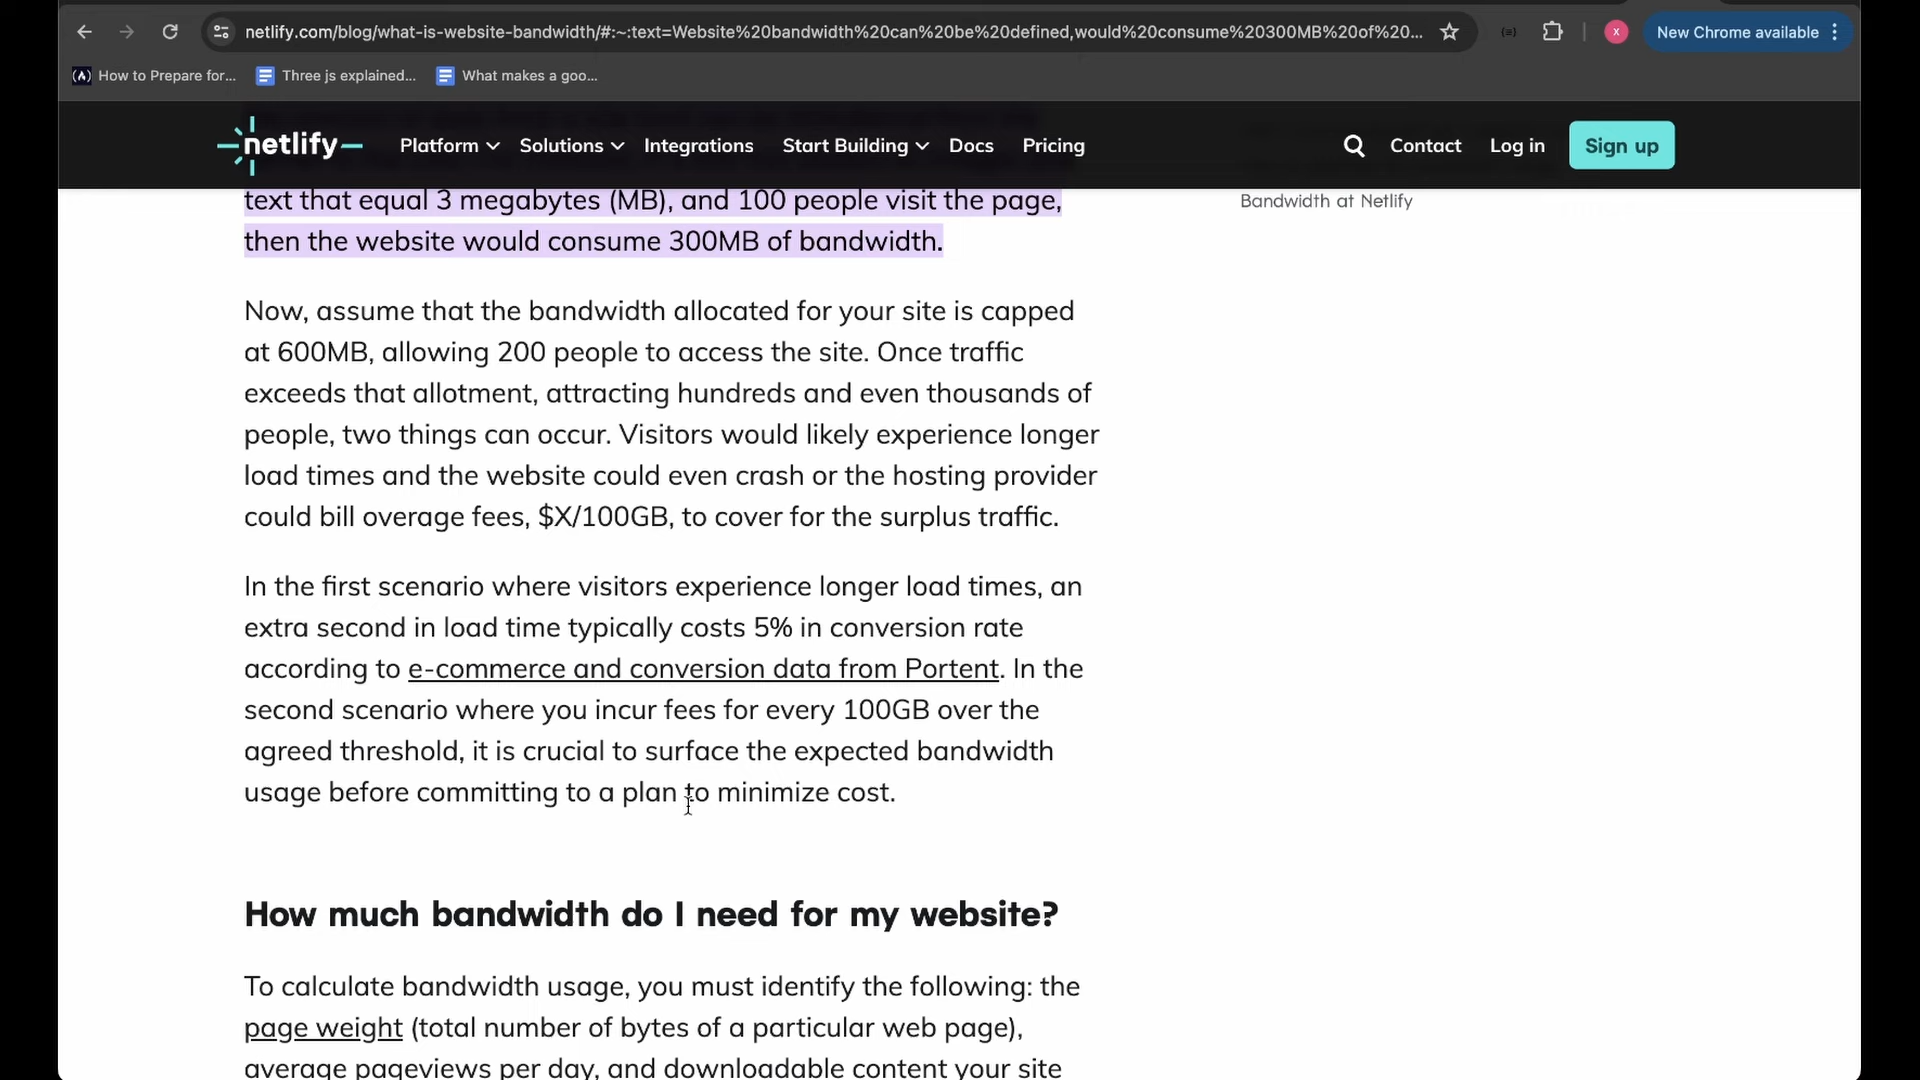 netlify.com/blog/what-is-website-bandwidth/#:~:text=Website%20bandwidth%20can%20be%20defined,would%20consume%20300MB%20of%20...
New Chrome available
How to Prepare for...
Three js explained...
What makes a goo...
netlify
Platform
Solutions
Integrations
Start Building
Docs
Pricing
Contact
Log in
Sign up
text that equal 3 megabytes (MB), and 100 people visit the page,
then the website would consume 300MB of bandwidth.
Bandwidth at Netlify
Now, assume that the bandwidth allocated for your site is capped
at 600MB, allowing 200 people to access the site. Once traffic
exceeds that allotment, attracting hundreds and even thousands of
people, two things can occur. Visitors would likely experience longer
load times and the website could even crash or the hosting provider
could bill overage fees, $X/100GB, to cover for the surplus traffic.
In the first scenario where visitors experience longer load times, an
extra second in load time typically costs 5% in conversion rate
according to e-commerce and conversion data from Portent. In the
second scenario where you incur fees for every 100GB over the
agreed threshold, it is crucial to surface the expected bandwidth
usage before committing to a plan to minimize cost.
How much bandwidth do I need for my website?
To calculate bandwidth usage, you must identify the following: the
page weight (total number of bytes of a particular web page),
average pageviews per day, and downloadable content your site